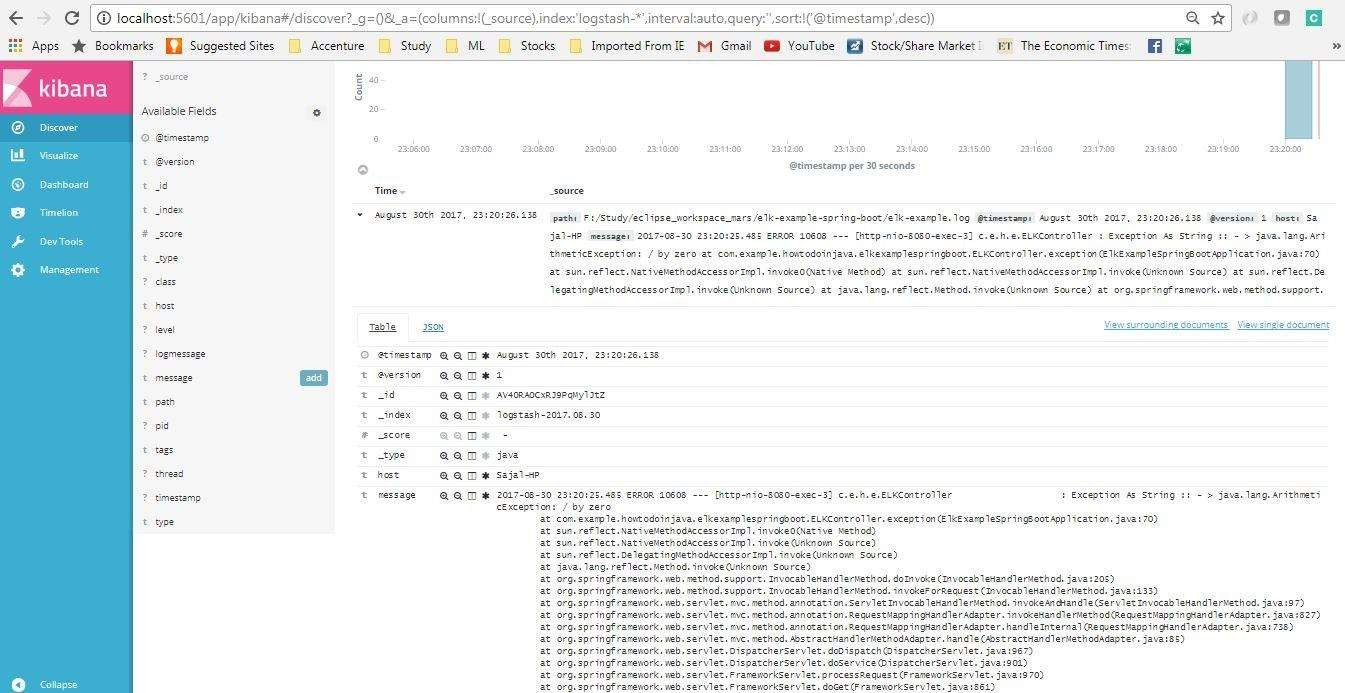 localhost:5601/app/kibana#/discover?_g=()&_a=(columns:!(_source),index:'logstash-*',interval:auto,query:'',sort:!('@timestamp',desc))
Apps Bookmarks Suggested Sites Accenture Study ML Stocks Imported From IE Gmail YouTube Stock/Share Market ET The Economic Times: »
kibana
Discover
Visualize
Dashboard
Timelion
Dev Tools
Management
Collapse
? _source
Available Fields
@timestamp
t @version
t _id
t _index
# _score
t _type
? class
t host
? level
? logmessage
t message add
t path
? pid
t tags
? thread
? timestamp
t type
Count
40
20
0
23:06:00 23:07:00 23:08:00 23:09:00 23:10:00 23:11:00 23:12:00 23:13:00 23:14:00 23:15:00 23:16:00 23:17:00 23:18:00 23:19:00 23:20:00
@timestamp per 30 seconds
Time _source
August 30th 2017, 23:20:26.138 path: F:/Study/eclipse_workspace_mars/elk-example-spring-boot/elk-example.log @timestamp: August 30th 2017, 23:20:26.138 @version: 1 host: Sa
jal-HP message: 2017-08-30 23:20:25.485 ERROR 10608 --- [http-nio-8080-exec-3] c.e.h.e.ELKController : Exception As String :: - > java.lang.Ari
thmeticException: / by zero at com.example.howtodoinjava.elkexamplespringboot.ELKController.exception(ElkExampleSpringBootApplication.java:70)
at sun.reflect.NativeMethodAccessorImpl.invoke0(Native Method) at sun.reflect.NativeMethodAccessorImpl.invoke(Unknown Source) at sun.reflect.De
legatingMethodAccessorImpl.invoke(Unknown Source) at java.lang.reflect.Method.invoke(Unknown Source) at org.springframework.web.method.support.
Table JSON View surrounding documents View single document
@timestamp August 30th 2017, 23:20:26.138
t @version 1
t _id AV40RAOCxRJ9PqMylJtZ
t _index logstash-2017.08.30
# _score -
t _type java
t host Sajal-HP
t message 2017-08-30 23:20:25.485 ERROR 10608 --- [http-nio-8080-exec-3] c.e.h.e.ELKController : Exception As String :: - > java.lang.Arithmeti
cException: / by zero
at com.example.howtodoinjava.elkexamplespringboot.ELKController.exception(ElkExampleSpringBootApplication.java:70)
at sun.reflect.NativeMethodAccessorImpl.invoke0(Native Method)
at sun.reflect.NativeMethodAccessorImpl.invoke(Unknown Source)
at sun.reflect.DelegatingMethodAccessorImpl.invoke(Unknown Source)
at java.lang.reflect.Method.invoke(Unknown Source)
at org.springframework.web.method.support.InvocableHandlerMethod.doInvoke(InvocableHandlerMethod.java:205)
at org.springframework.web.method.support.InvocableHandlerMethod.invokeForRequest(InvocableHandlerMethod.java:133)
at org.springframework.web.servlet.mvc.method.annotation.ServletInvocableHandlerMethod.invokeAndHandle(ServletInvocableHandlerMethod.java:97)
at org.springframework.web.servlet.mvc.method.annotation.RequestMappingHandlerAdapter.invokeHandlerMethod(RequestMappingHandlerAdapter.java:827)
at org.springframework.web.servlet.mvc.method.annotation.RequestMappingHandlerAdapter.handleInternal(RequestMappingHandlerAdapter.java:738)
at org.springframework.web.servlet.mvc.method.AbstractHandlerMethodAdapter.handle(AbstractHandlerMethodAdapter.java:85)
at org.springframework.web.servlet.DispatcherServlet.doDispatch(DispatcherServlet.java:967)
at org.springframework.web.servlet.DispatcherServlet.doService(DispatcherServlet.java:901)
at org.springframework.web.servlet.FrameworkServlet.processRequest(FrameworkServlet.java:970)
at org.springframework.web.servlet.FrameworkServlet.doGet(FrameworkServlet.java:861)